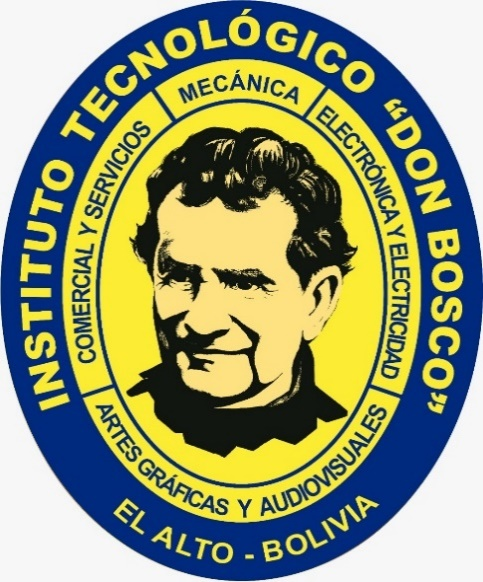 INSTITUTO TECNOLÓGICO “DON BOSCO”
COMERCIAL Y SERVICIOS
MECÁNICA
ELECTRÓNICA Y ELECTRICIDAD
ARTES GRÁFICAS Y AUDIOVISUALES
EL ALTO - BOLIVIA